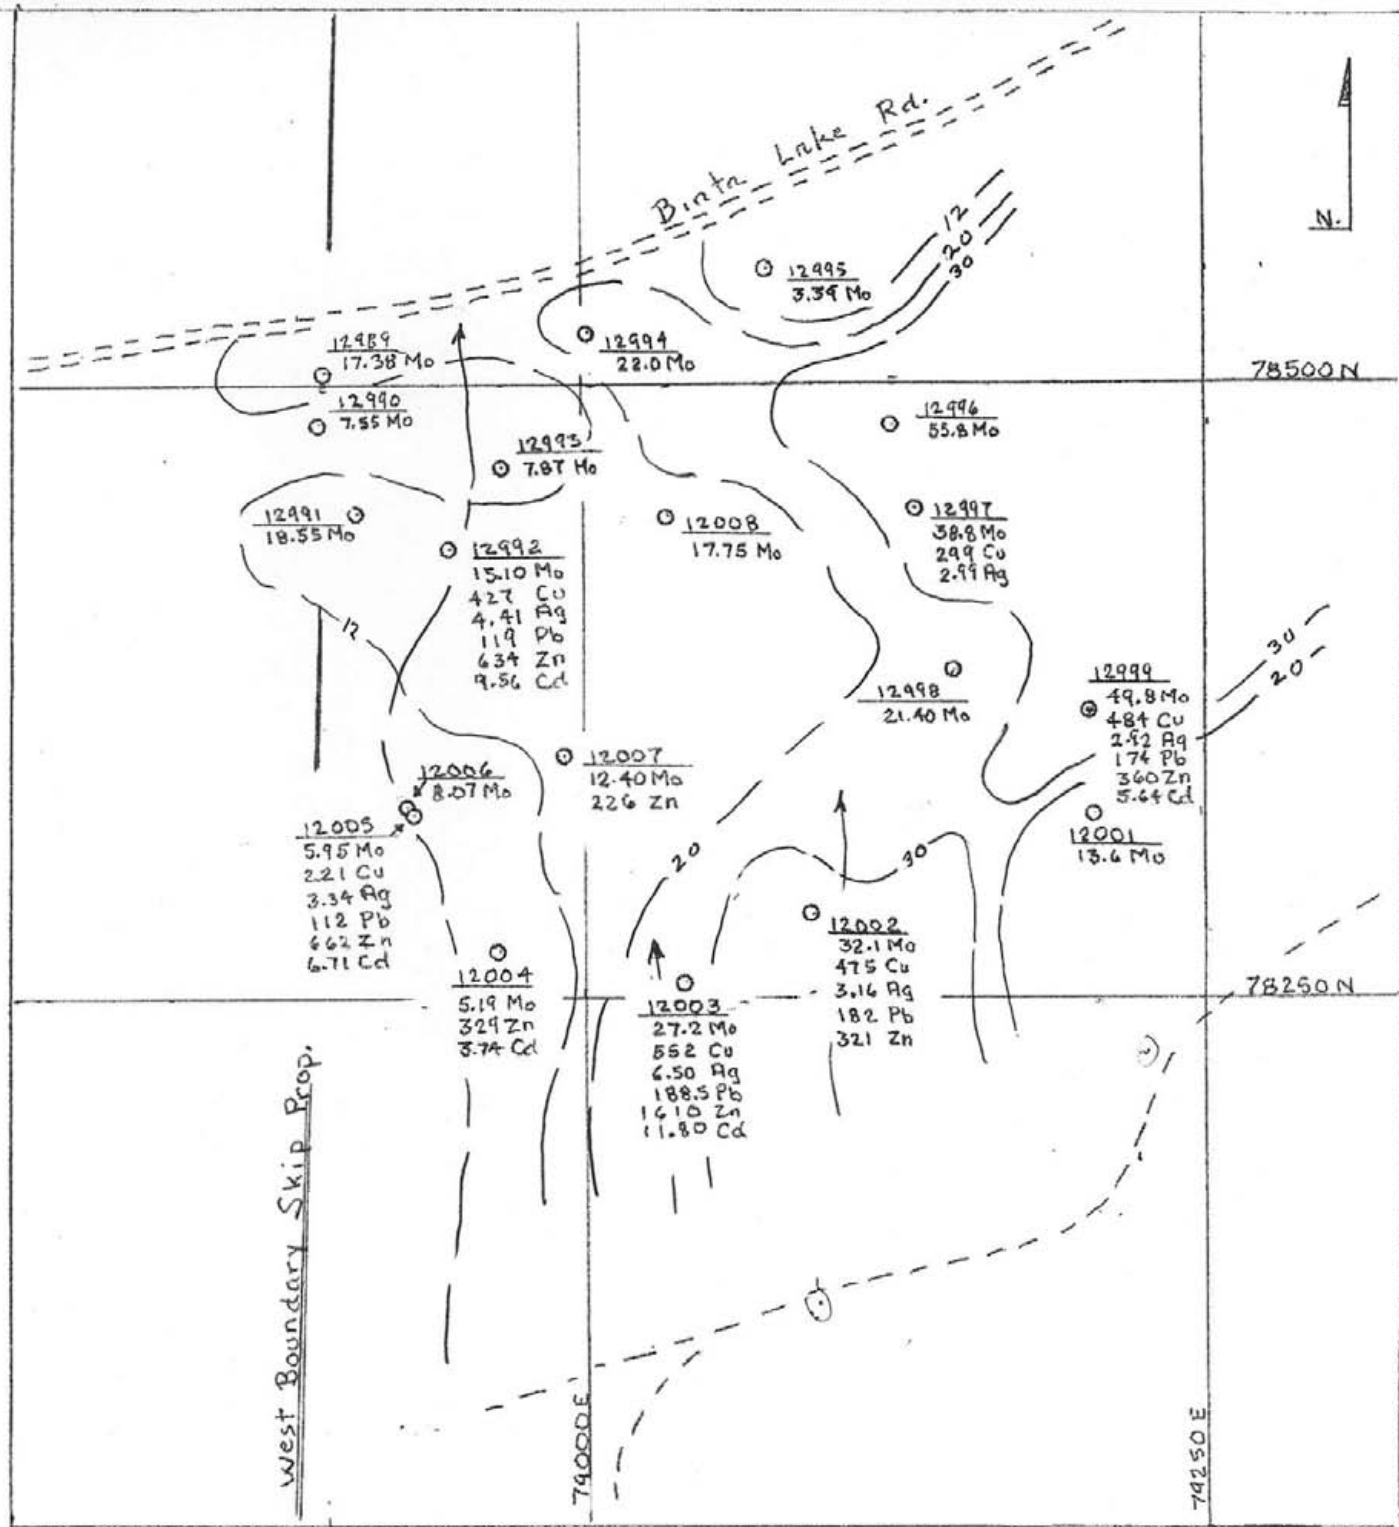 Binta Lake Rd.
N.
12
20
30
12995
3.39 Mo
12989
17.38 Mo
12994
22.0 Mo
78500 N
12990
7.55 Mo
12996
55.8 Mo
12993
7.87 Mo
12991
18.55 Mo
12008
17.75 Mo
12997
38.8 Mo
299 Cu
2.99 Ag
12992
15.10 Mo
427 Cu
4.41 Ag
119 Pb
634 Zn
9.56 Cd
12
30
20
12998
21.40 Mo
12999
49.8 Mo
484 Cu
2.92 Ag
174 Pb
360 Zn
5.64 Cd
12007
12.40 Mo
226 Zn
12006
8.07 Mo
12005
5.95 Mo
221 Cu
3.34 Ag
112 Pb
662 Zn
6.71 Cd
20
30
12001
13.6 Mo
12002
32.1 Mo
475 Cu
3.16 Ag
182 Pb
321 Zn
12004
5.19 Mo
329 Zn
3.74 Cd
12003
27.2 Mo
552 Cu
6.50 Ag
188.5 Pb
1610 Zn
11.80 Cd
78250 N
West Boundary Skip Prop.
79000 E
79250 E